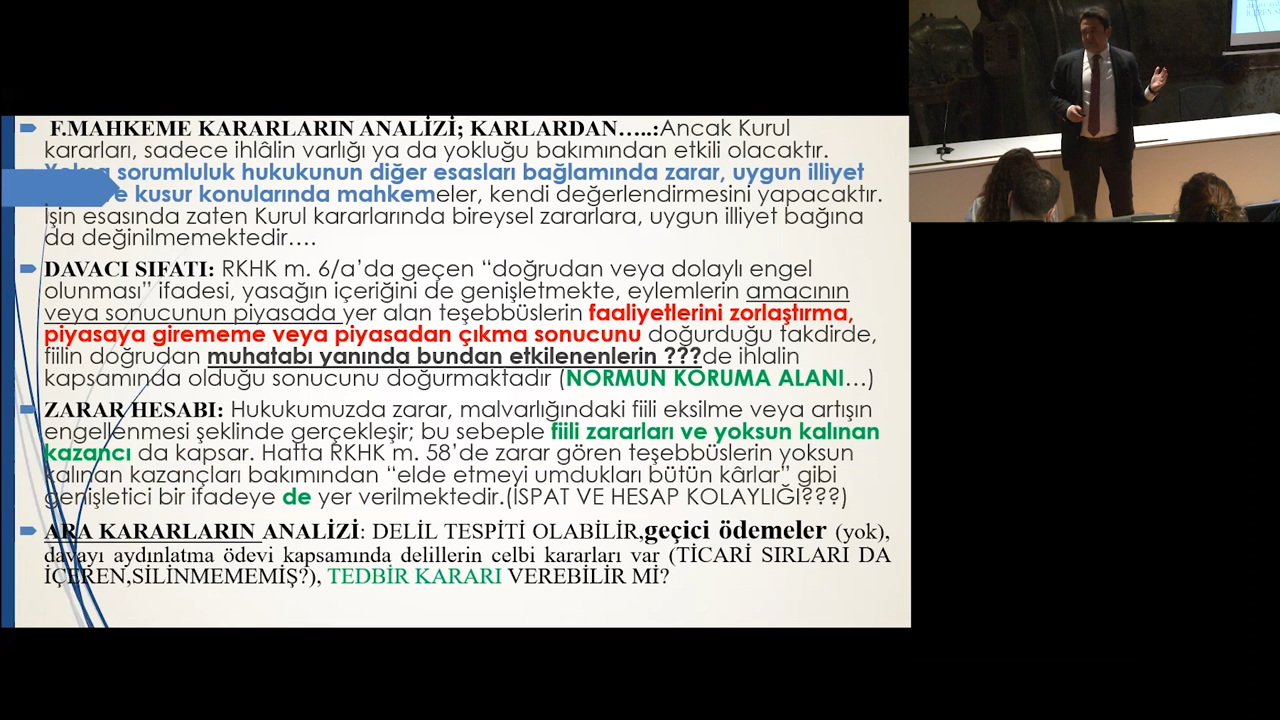 F.MAHKEME KARARLARIN ANALİZİ; KARLARDAN…..:Ancak Kurul
kararları, sadece ihlâlin varlığı ya da yokluğu bakımından etkili olacaktır.
sorumluluk hukukunun diğer esasları bağlamında zarar, uygun illiyet
ve kusur konularında mahkemeler, kendi değerlendirmesini yapacaktır.
İşin esasında zaten Kurul kararlarında bireysel zararlara, uygun illiyet bağına
da değinilmemektedir….
DAVACI SIFATI: RKHK m. 6/a’da geçen “doğrudan veya dolaylı engel
olunması” ifadesi, yasağın içeriğini de genişletmekte, eylemlerin amacının
veya sonucunun piyasada yer alan teşebbüslerin faaliyetlerini zorlaştırma,
piyasaya girememe veya piyasadan çıkma sonucunu doğurduğu takdirde,
fiilin doğrudan muhatabı yanında bundan etkilenenlerin ???de ihlalin
kapsamında olduğu sonucunu doğurmaktadır (NORMUN KORUMA ALANI…)
ZARAR HESABI: Hukukumuzda zarar, malvarlığındaki fiili eksilme veya artışın
engellenmesi şeklinde gerçekleşir; bu sebeple fiili zararları ve yoksun kalınan
kazancı da kapsar. Hatta RKHK m. 58’de zarar gören teşebbüslerin yoksun
kalınan kazançları bakımından “elde etmeyi umdukları bütün kârlar” gibi
genişletici bir ifadeye de yer verilmektedir.(İSPAT VE HESAP KOLAYLIĞI???)
ARA KARARLARIN ANALİZİ: DELİL TESPİTİ OLABİLİR,geçici ödemeler (yok),
davayı aydınlatma ödevi kapsamında delillerin celbi kararları var (TİCARİ SIRLARI DA
İÇEREN,SİLİNMEMEMİŞ?), TEDBİR KARARI VEREBİLİR Mİ?